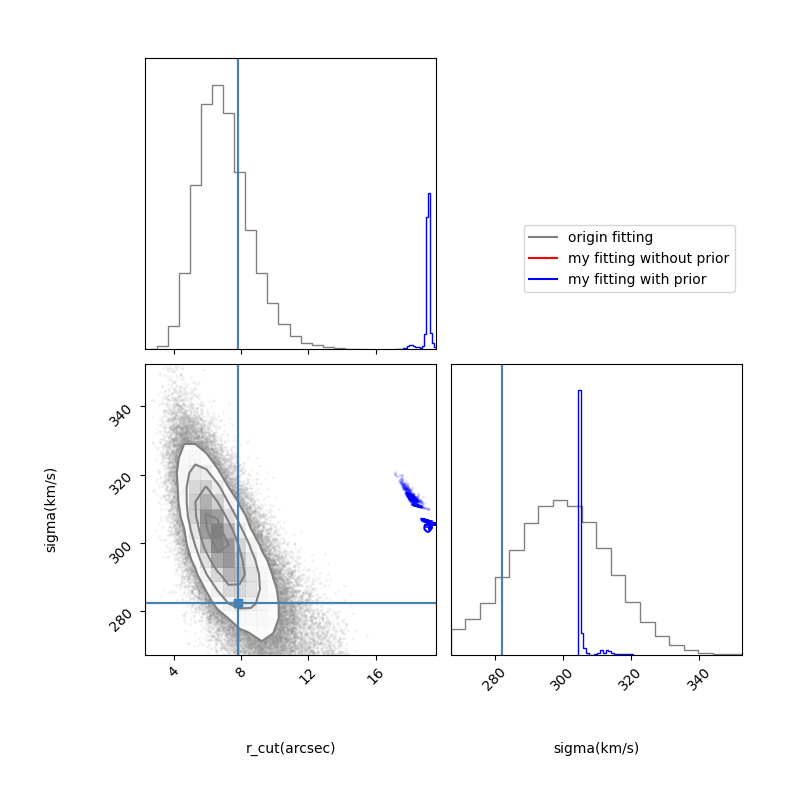 origin fitting
my fitting without prior
my fitting with prior
340
320
300
280
sigma(km/s)
4
8
12
16
280
300
320
340
r_cut(arcsec)
sigma(km/s)